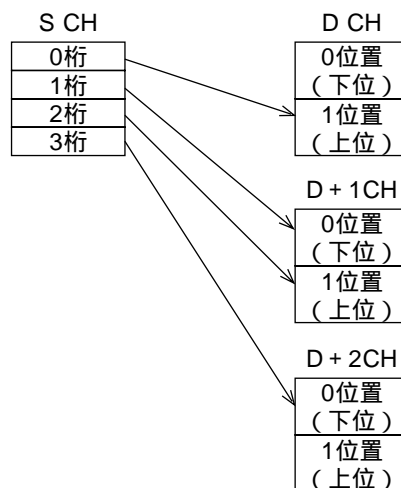 S CH
0桁
1桁
2桁
3桁
D CH
0位置
（下位）
1位置
（上位）
D + 1CH
0位置
（下位）
1位置
（上位）
D + 2CH
0位置
（下位）
1位置
（上位）